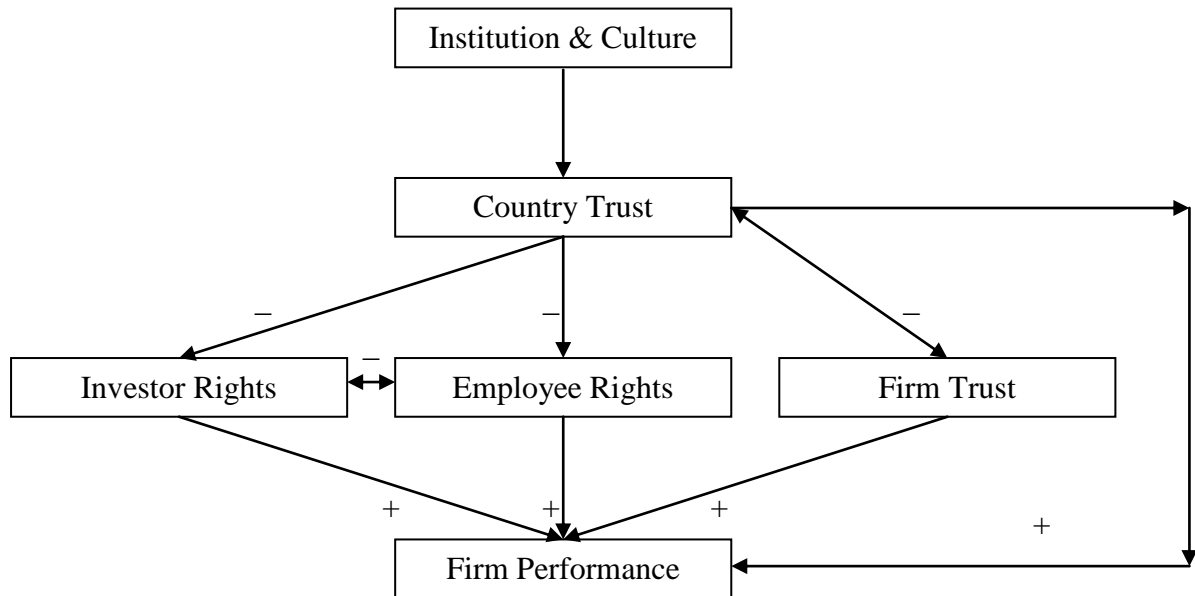 Institution & Culture
Country Trust
– – –
Investor Rights – Employee Rights Firm Trust
+ + + +
Firm Performance